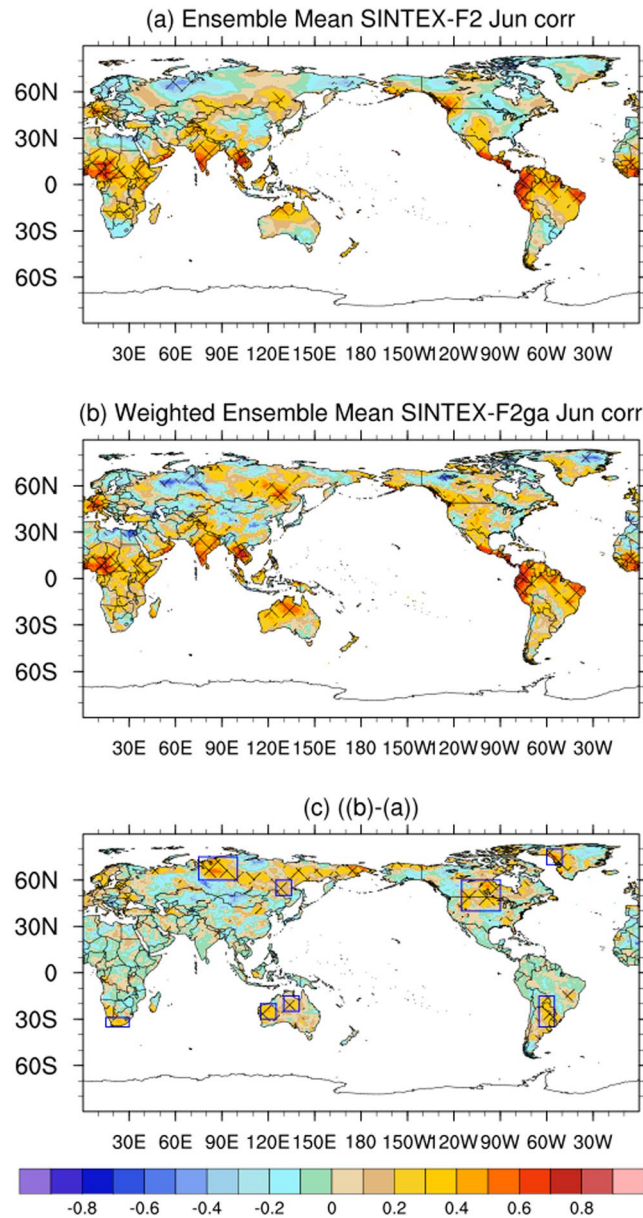 (a) Ensemble Mean SINTEX-F2 Jun corr
60N
30N
0
30S
60S
30E 60E 90E 120E 150E 180 150W 120W 90W 60W 30W
(b) Weighted Ensemble Mean SINTEX-F2ga Jun corr
60N
30N
0
30S
60S
30E 60E 90E 120E 150E 180 150W 120W 90W 60W 30W
(c) ((b)-(a))
60N
30N
0
30S
60S
30E 60E 90E 120E 150E 180 150W 120W 90W 60W 30W
-0.8 -0.6 -0.4 -0.2 0 0.2 0.4 0.6 0.8